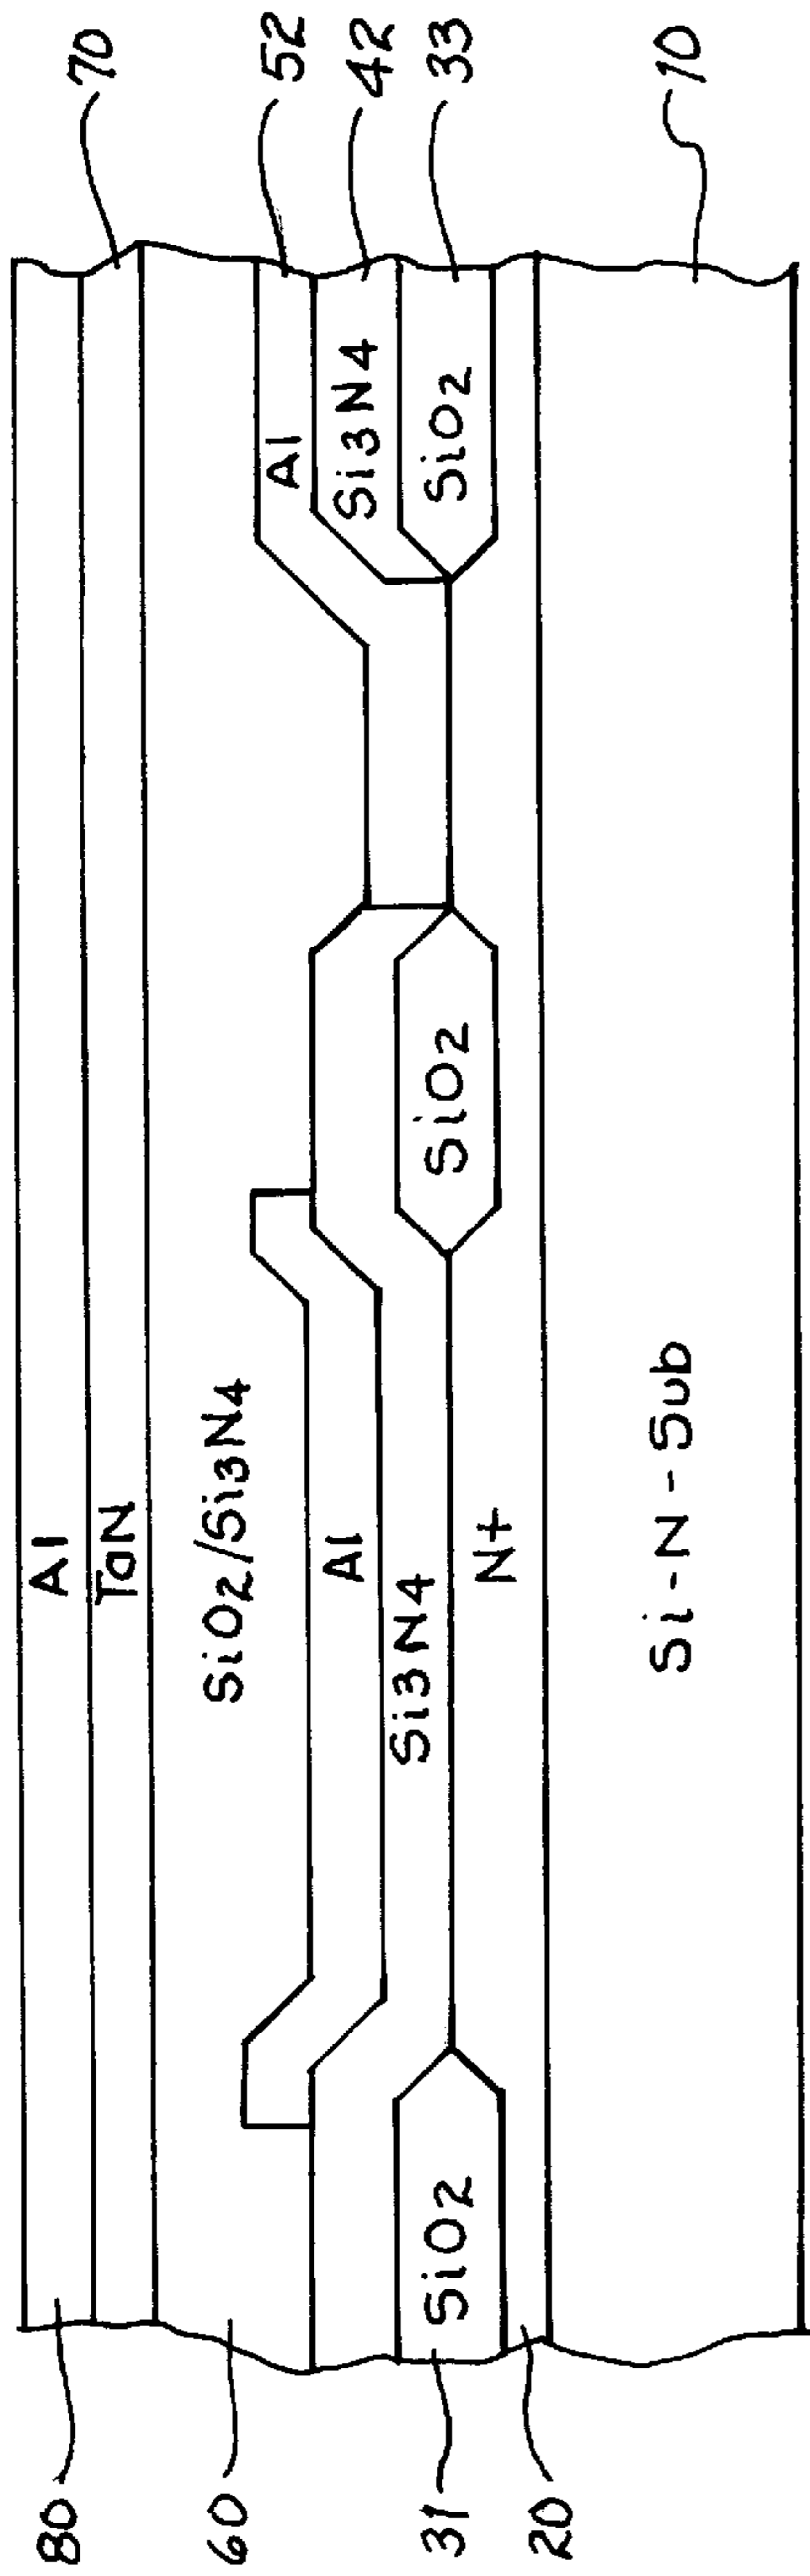 80
Al
70
TaN
60
SiO2/Si3N4
52
Al
Al
42
Si3N4
Si3N4
33
31
SiO2
SiO2
SiO2
20
N+
10
Si-N-Sub